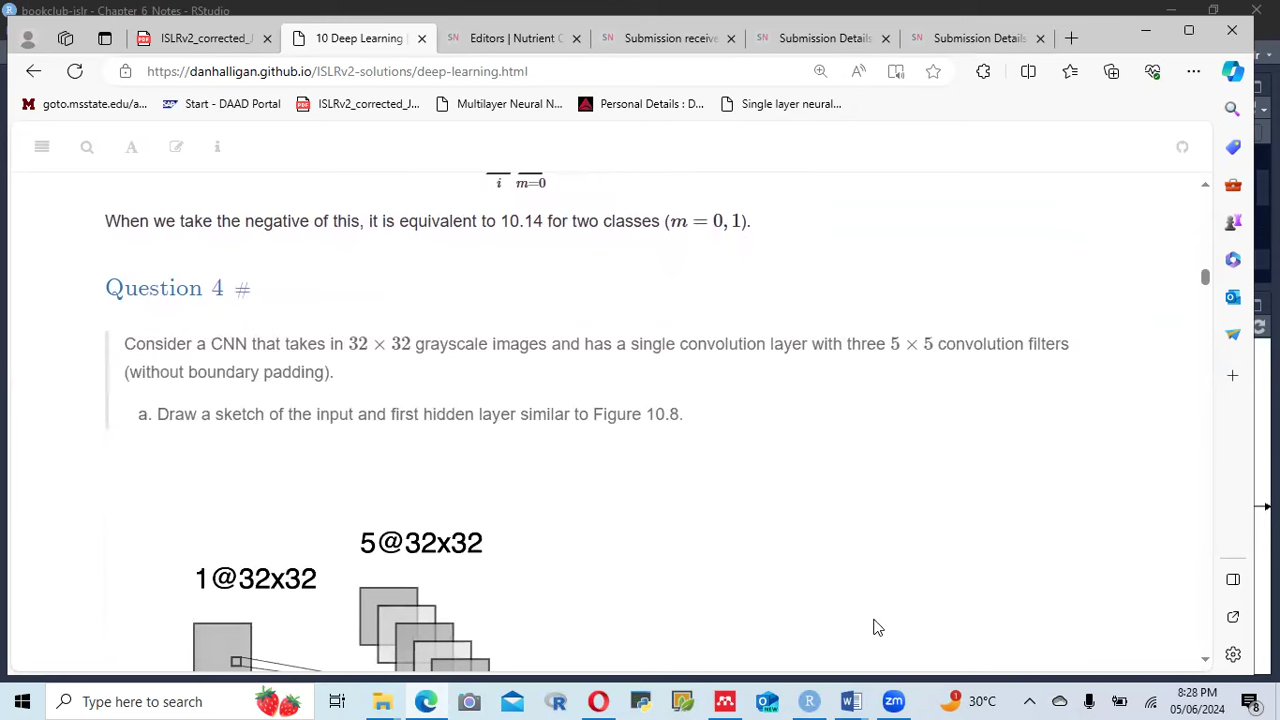 bookclub-islr - Chapter_6_Notes - RStudio
ISLRv2_corrected_J
10 Deep Learning |
Editors | Nutrient C
Submission receive
Submission Details
Submission Details
https://danhalligan.github.io/ISLRv2-solutions/deep-learning.html
goto.msstate.edu/a...
Start - DAAD Portal
ISLRv2_corrected_J...
Multilayer Neural N...
Personal Details : D...
Single layer neural...
i m=0
When we take the negative of this, it is equivalent to 10.14 for two classes (m = 0, 1).
Question 4 #
Consider a CNN that takes in 32 × 32 grayscale images and has a single convolution layer with three 5 × 5 convolution filters
(without boundary padding).
a. Draw a sketch of the input and first hidden layer similar to Figure 10.8.
5@32x32
1@32x32
Type here to search
30°C
8:28 PM
05/06/2024
8